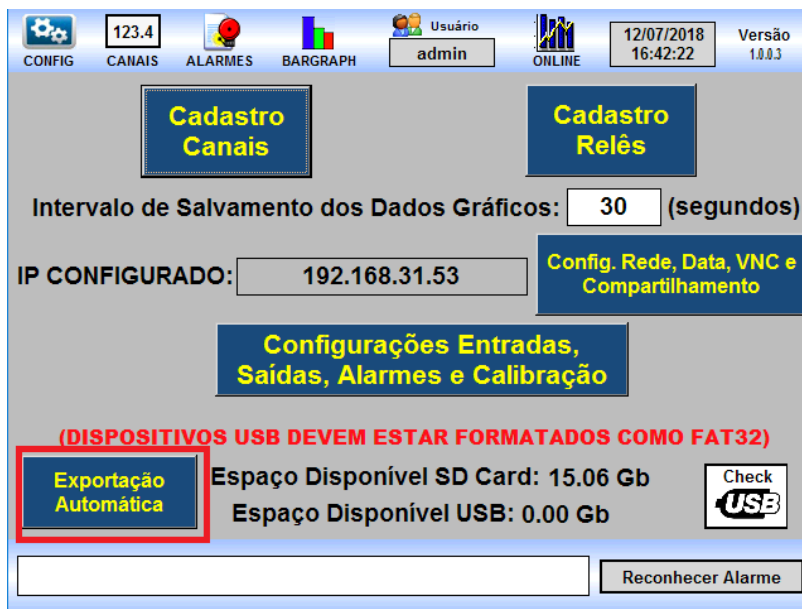 123.4
Usuário
CONFIG
CANAIS
ALARMES
BARGRAPH
admin
ONLINE
12/07/2018
16:42:22
Versão
1.0.0.3
Cadastro
Canais
Cadastro
Relês
Intervalo de Salvamento dos Dados Gráficos: 30 (segundos)
IP CONFIGURADO: 192.168.31.53
Config. Rede, Data, VNC e
Compartilhamento
Configurações Entradas,
Saídas, Alarmes e Calibração
(DISPOSITIVOS USB DEVEM ESTAR FORMATADOS COMO FAT32)
Exportação
Automática
Espaço Disponível SD Card: 15.06 Gb
Espaço Disponível USB: 0.00 Gb
Check
USB
Reconhecer Alarme